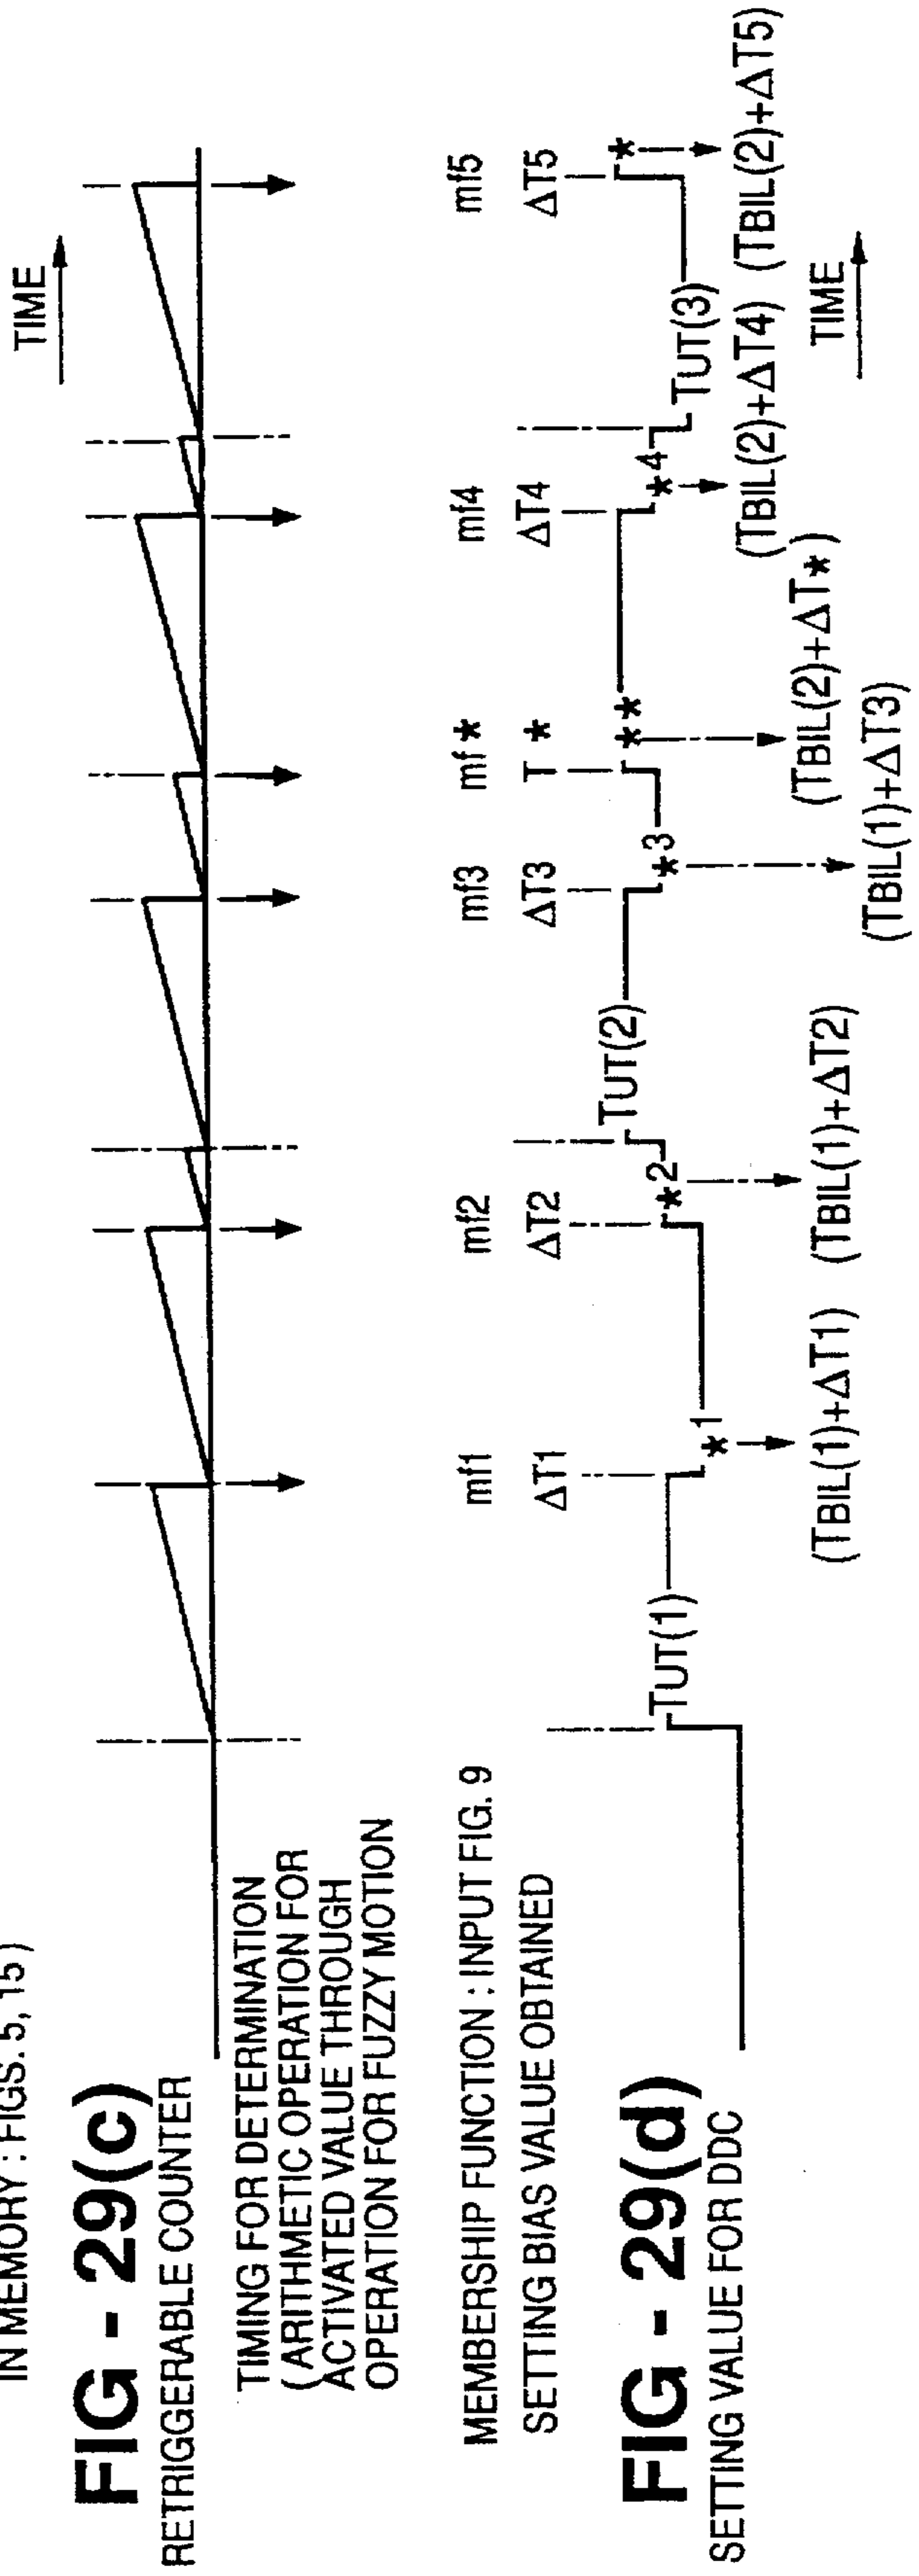 IN MEMORY : FIGS. 5, 15 )
FIG - 29(c)
RETRIGGERABLE COUNTER
TIME
TIMING FOR DETERMINATION
( ARITHMETIC OPERATION FOR
ACTIVATED VALUE THROUGH
OPERATION FOR FUZZY MOTION
MEMBERSHIP FUNCTION : INPUT FIG. 9
mf1 mf2 mf3 mf* mf4 mf5
SETTING BIAS VALUE OBTAINED
ΔT1 ΔT2 ΔT3 T* ΔT4 ΔT5
FIG - 29(d)
SETTING VALUE FOR DDC
TUT(1) *1 *2 TUT(2) *3 ** *4 TUT(3) *
(TBIL(1)+ΔT1) (TBIL(1)+ΔT2) (TBIL(1)+ΔT3) (TBIL(2)+ΔT*) (TBIL(2)+ΔT4) (TBIL(2)+ΔT5)
TIME